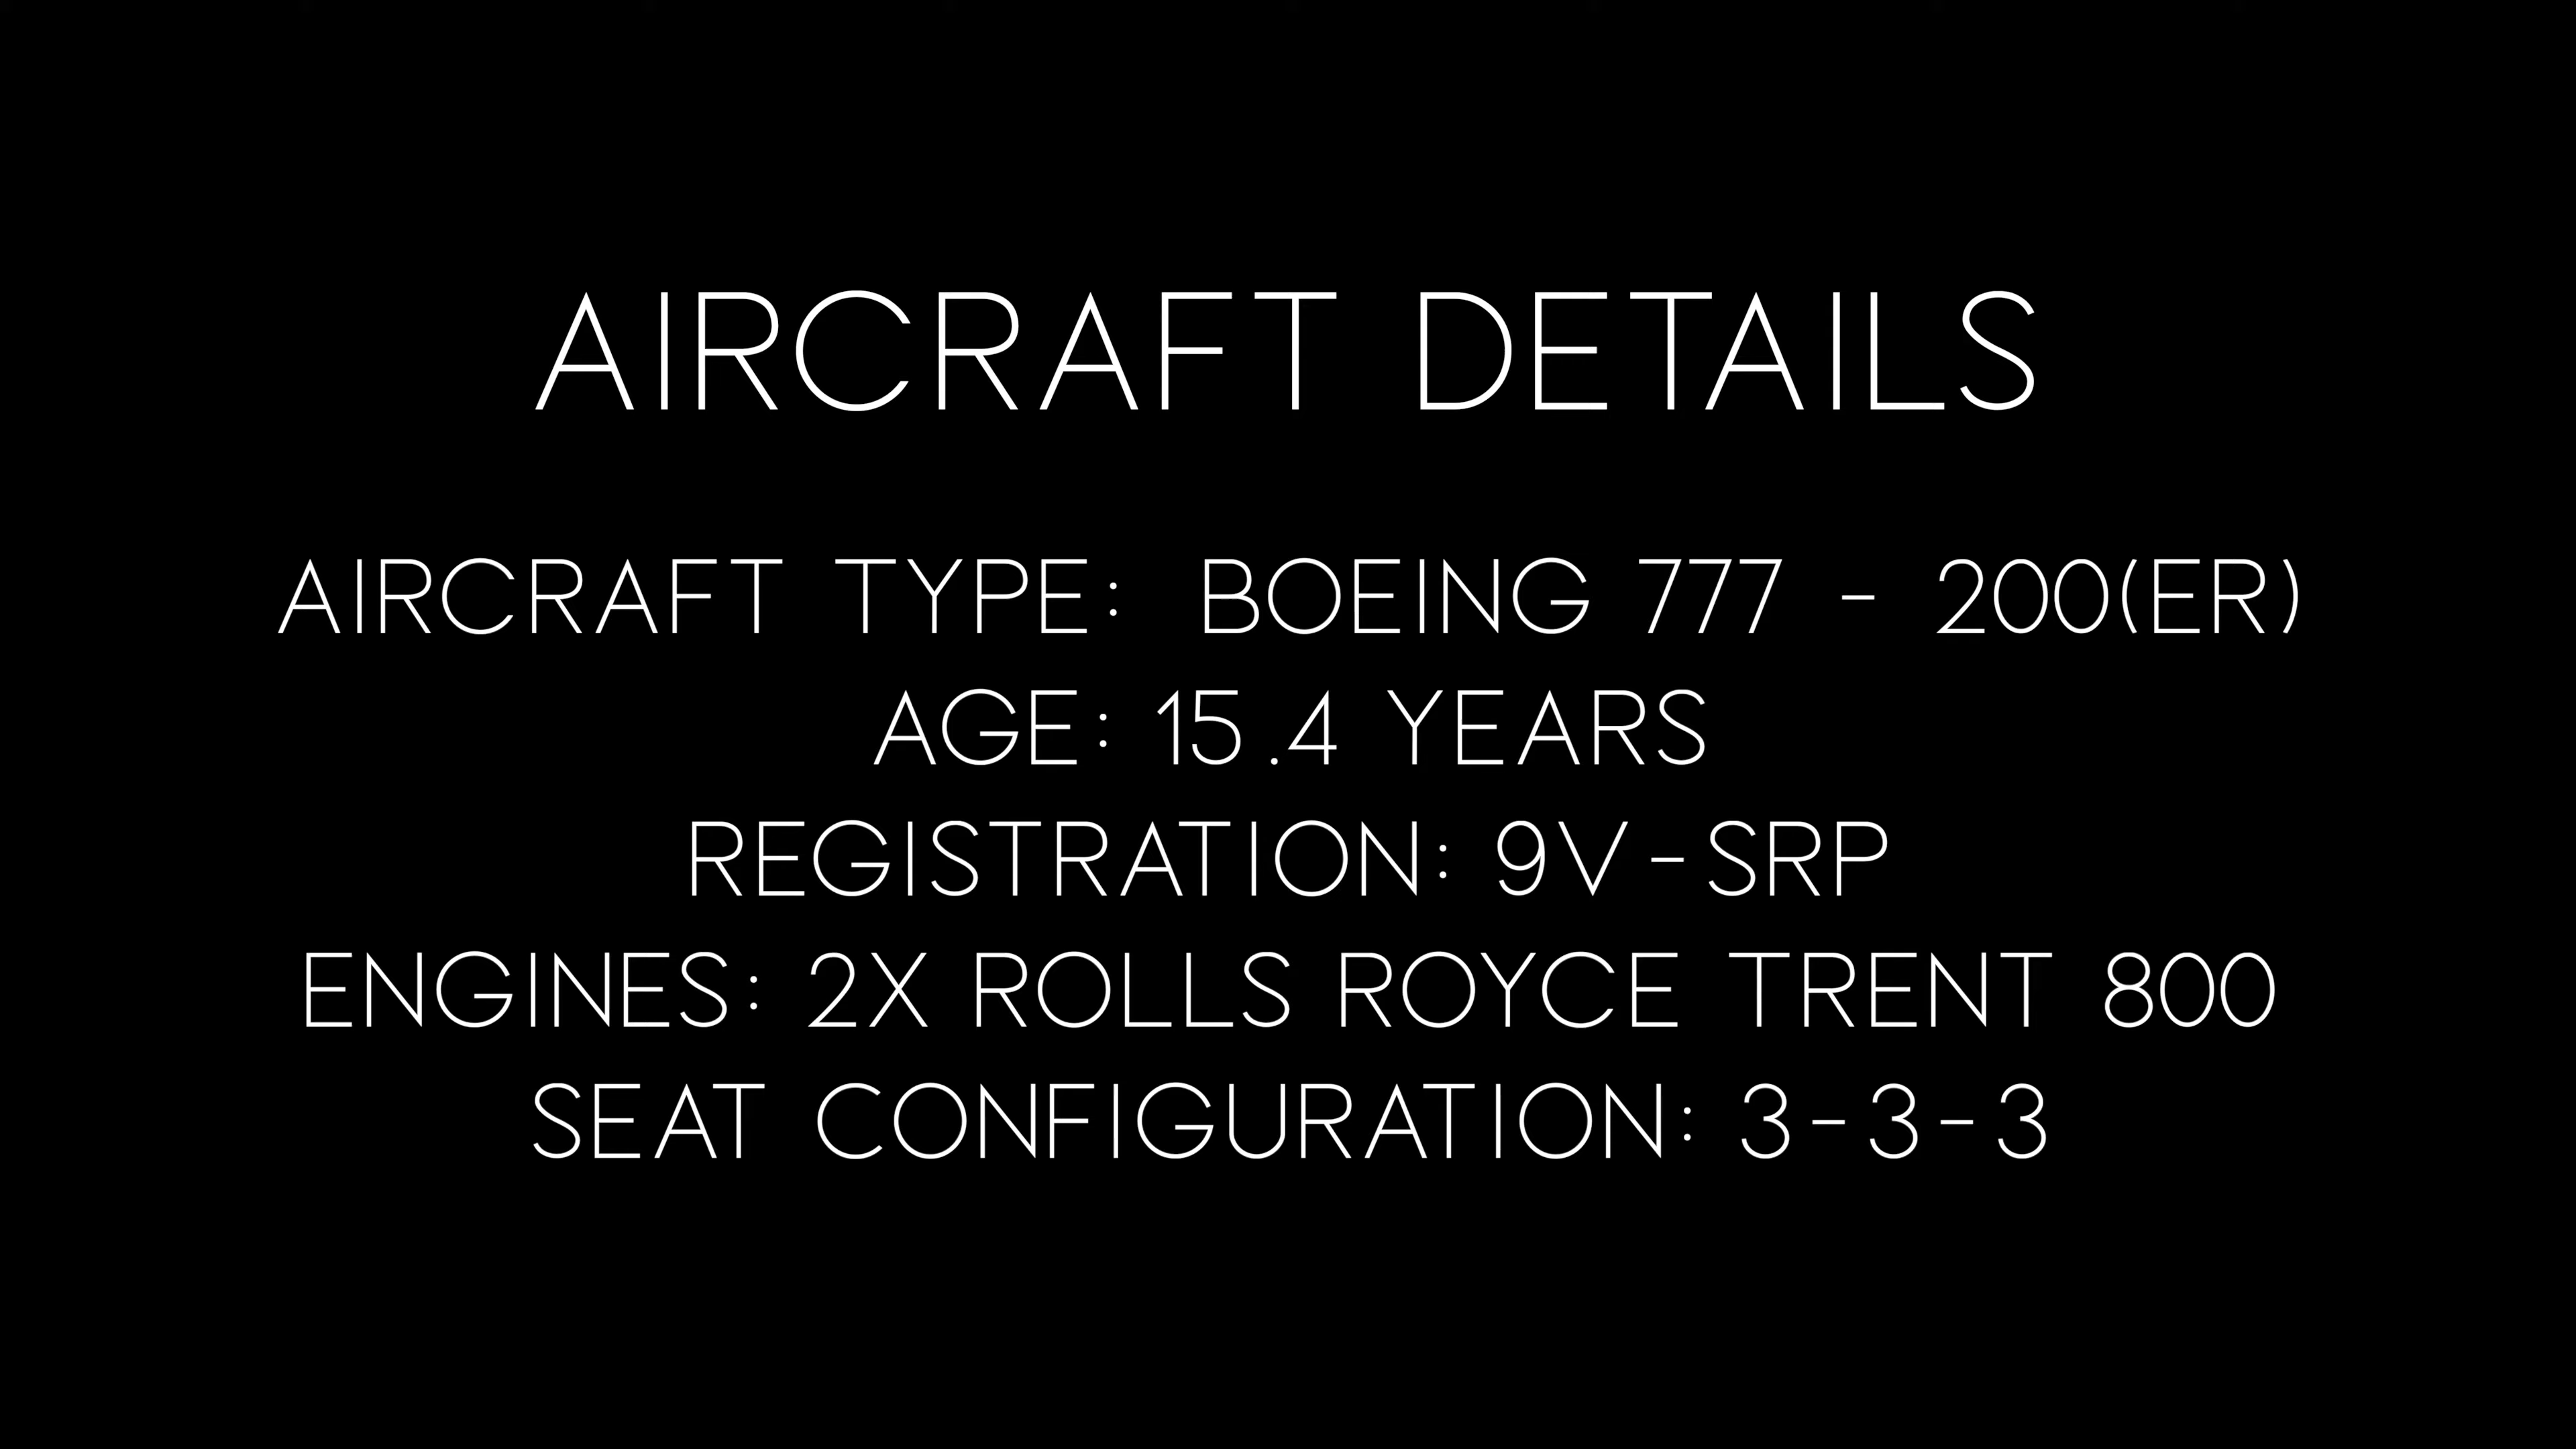 AIRCRAFT DETAILS
AIRCRAFT TYPE: BOEING 777 - 200(ER)
AGE: 15.4 YEARS
REGISTRATION: 9V-SRP
ENGINES: 2X ROLLS ROYCE TRENT 800
SEAT CONFIGURATION: 3-3-3